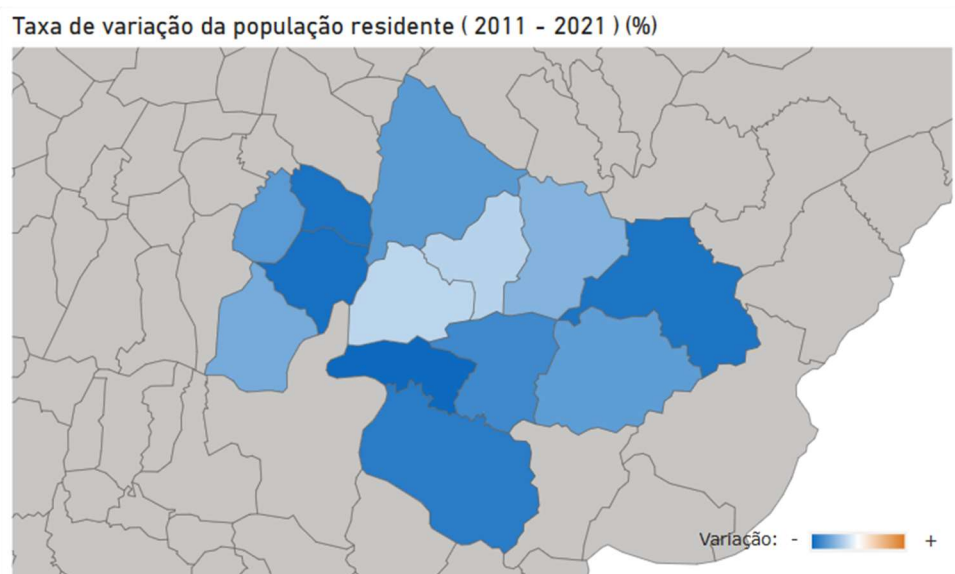 Taxa de variação da população residente ( 2011 - 2021 ) (%)
Variação: - +